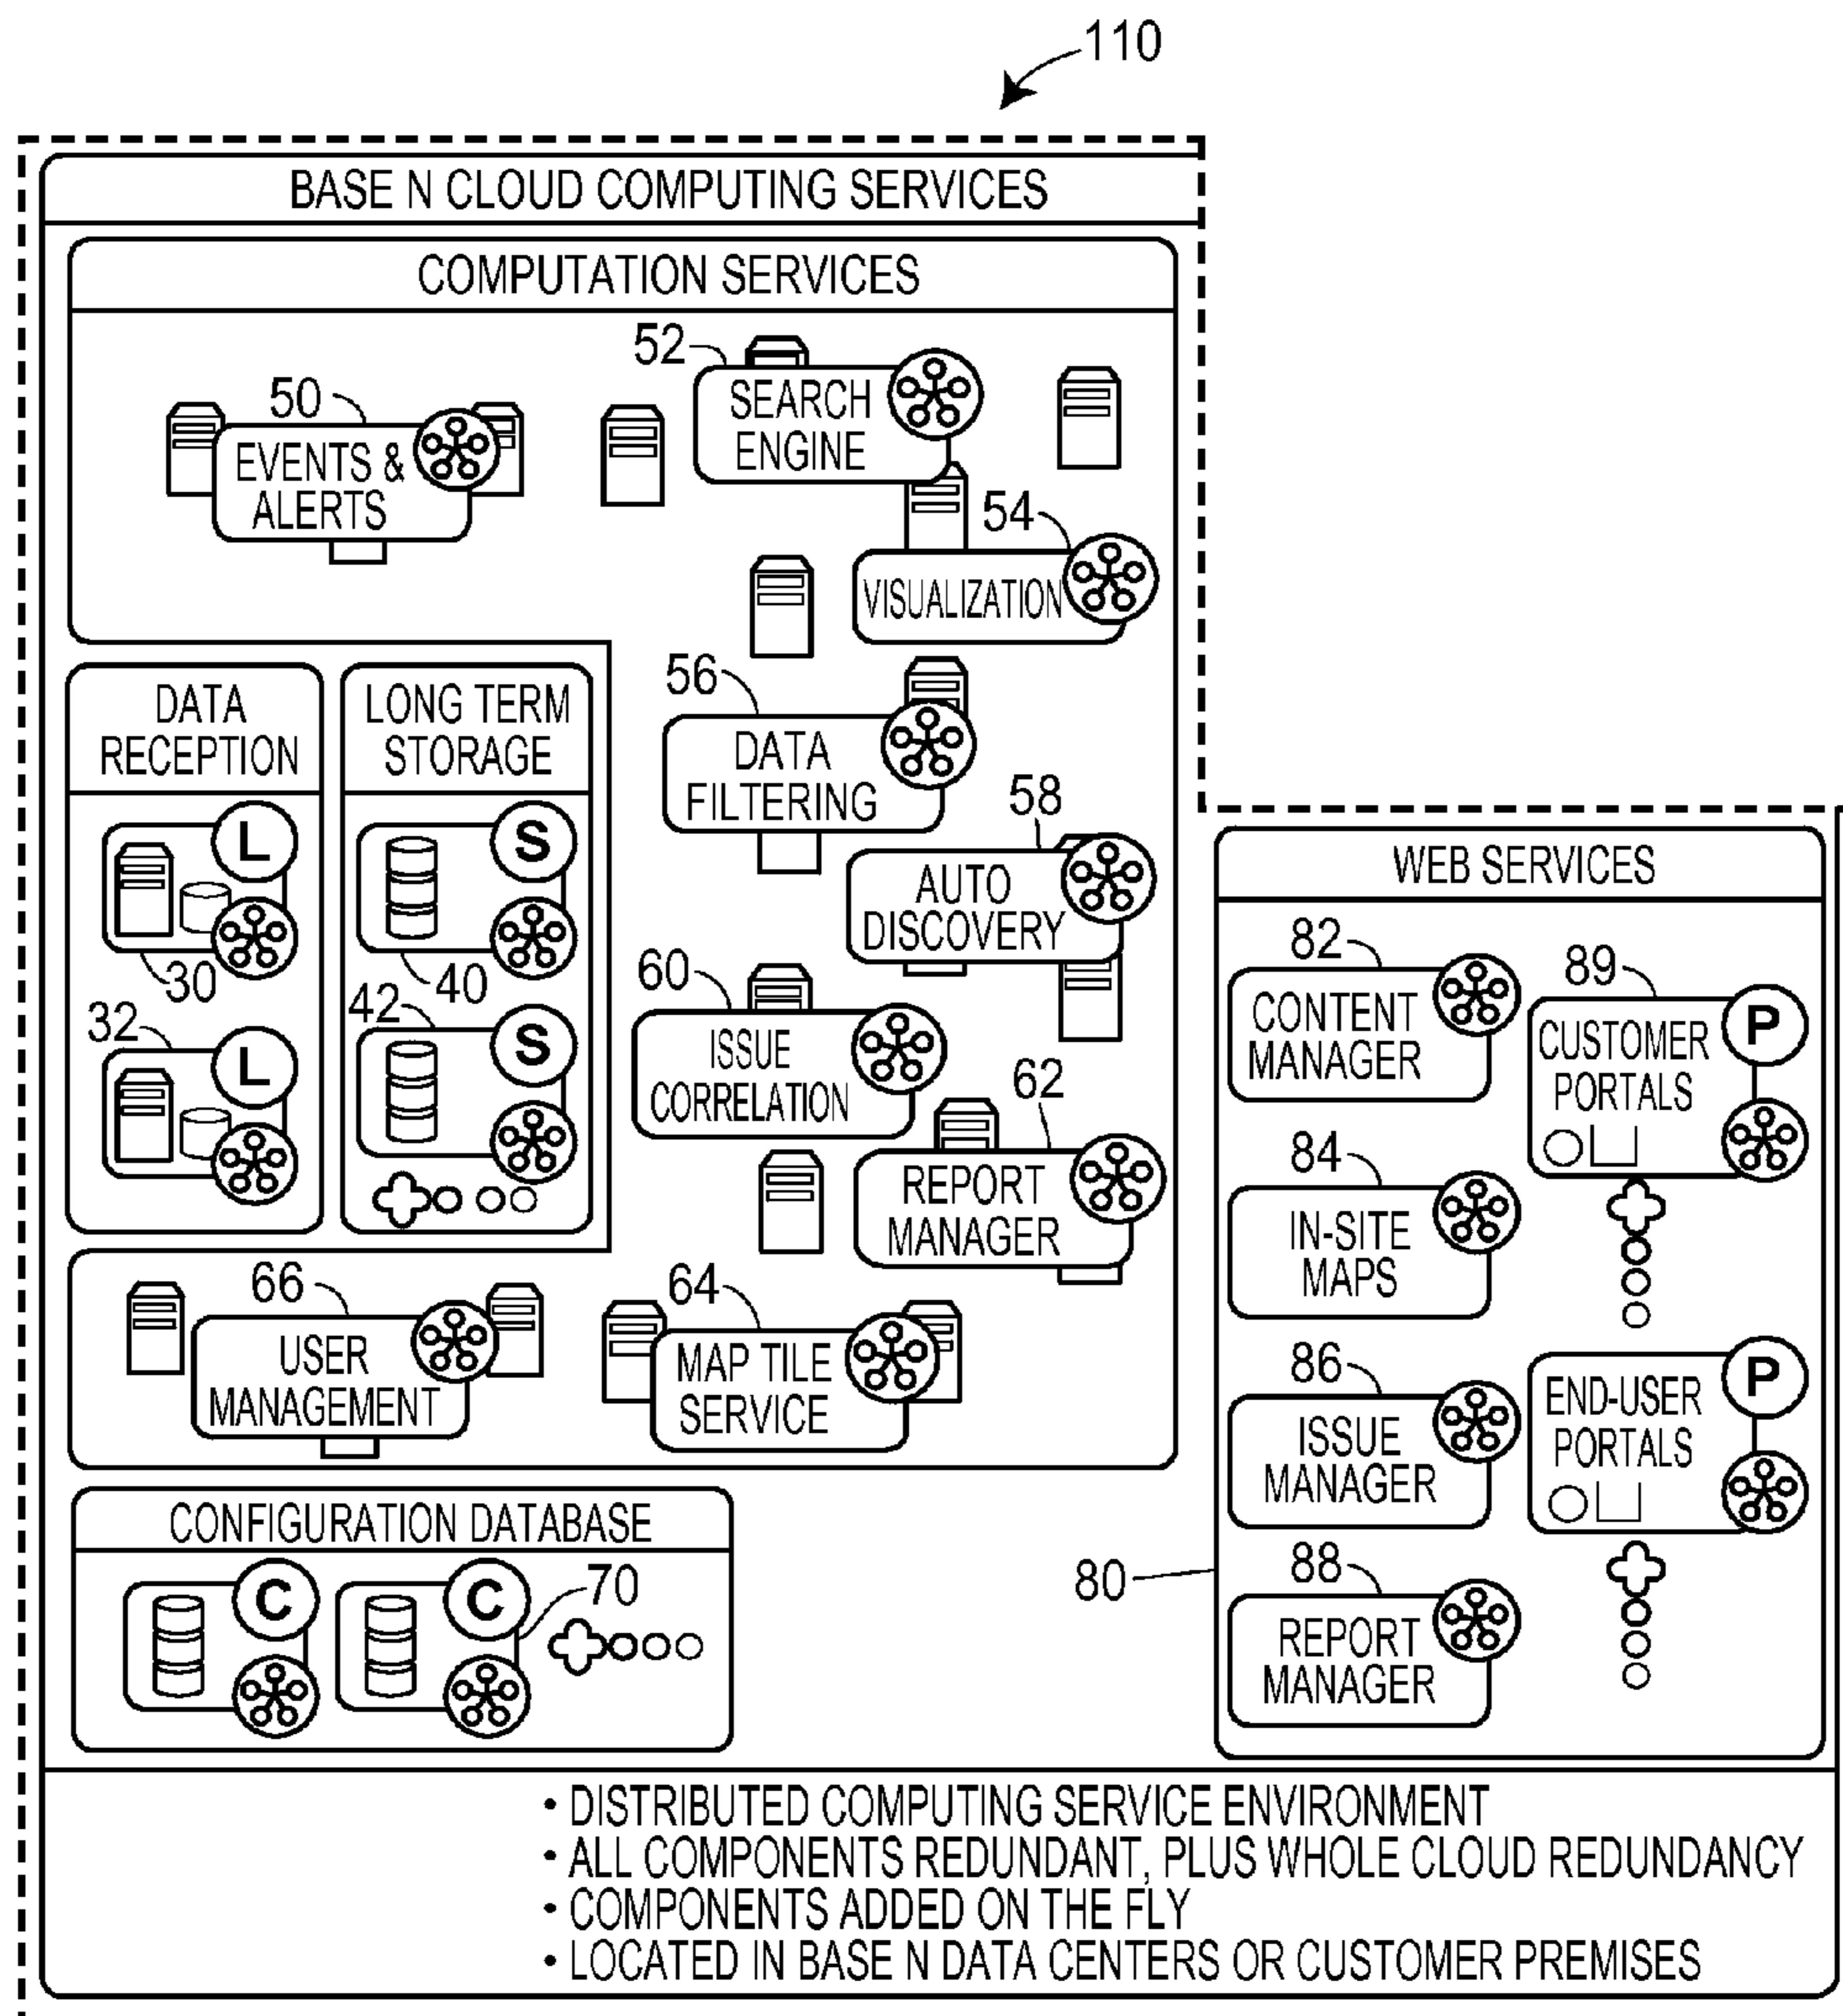 110
BASE N CLOUD COMPUTING SERVICES
COMPUTATION SERVICES
50
EVENTS &
ALERTS
52
SEARCH
ENGINE
54
VISUALIZATION
56
DATA
FILTERING
58
AUTO
DISCOVERY
60
ISSUE
CORRELATION
62
REPORT
MANAGER
64
MAP TILE
SERVICE
66
USER
MANAGEMENT
DATA
RECEPTION
L
30
32
L
LONG TERM
STORAGE
S
40
42
S
CONFIGURATION DATABASE
C
C
70
WEB SERVICES
82
CONTENT
MANAGER
84
IN-SITE
MAPS
86
ISSUE
MANAGER
88
REPORT
MANAGER
89
CUSTOMER
PORTALS
P
END-USER
PORTALS
P
80
• DISTRIBUTED COMPUTING SERVICE ENVIRONMENT
• ALL COMPONENTS REDUNDANT, PLUS WHOLE CLOUD REDUNDANCY
• COMPONENTS ADDED ON THE FLY
• LOCATED IN BASE N DATA CENTERS OR CUSTOMER PREMISES